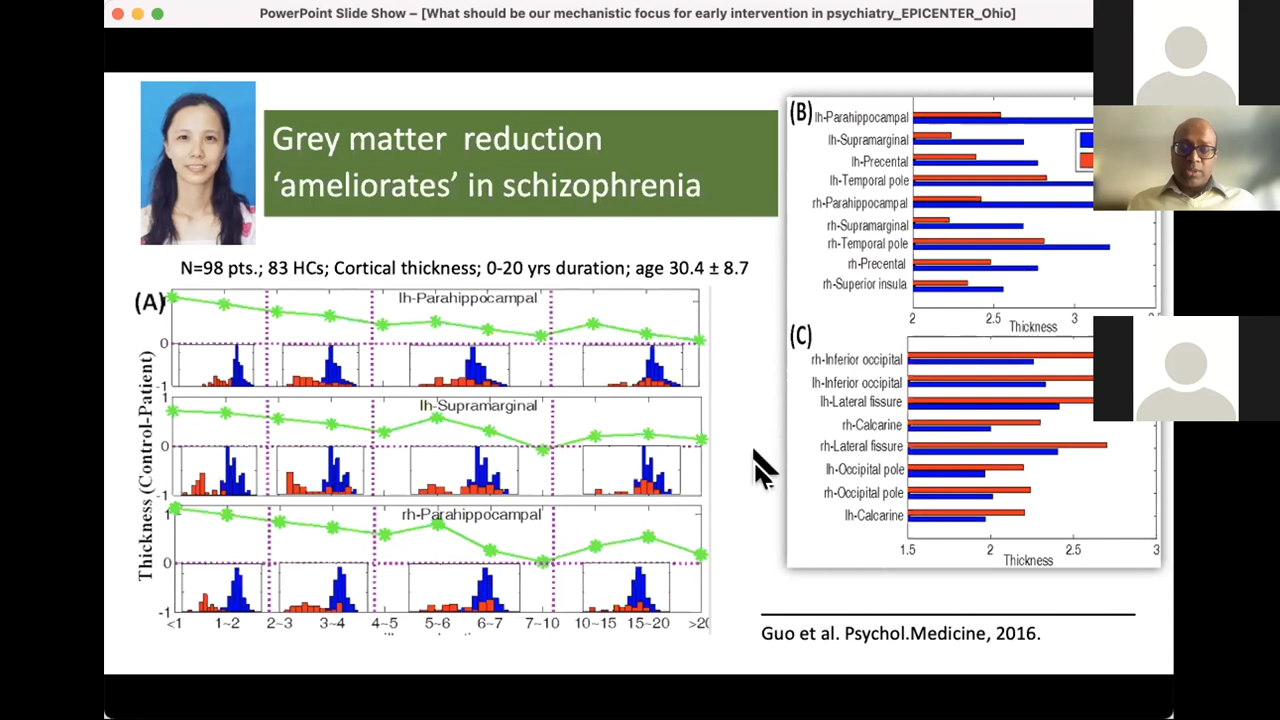 PowerPoint Slide Show – [What should be our mechanistic focus for early intervention in psychiatry_EPICENTER_Ohio]
Grey matter reduction
‘ameliorates’ in schizophrenia
N=98 pts.; 83 HCs; Cortical thickness; 0-20 yrs duration; age 30.4 ± 8.7
(A)
Thickness (Control-Patient)
lh-Parahippocampal
0
-1
1
lh-Supramarginal
0
-1
1
rh-Parahippocampal
0
-1
<1 1~2 2~3 3~4 4~5 5~6 6~7 7~10 10~15 15~20 >20
(B)
lh-Parahippocampal
lh-Supramarginal
lh-Precental
lh-Temporal pole
rh-Parahippocampal
rh-Supramarginal
rh-Temporal pole
rh-Precental
rh-Superior insula
2 2.5 3
Thickness
(C)
rh-Inferior occipital
lh-Inferior occipital
lh-Lateral fissure
rh-Calcarine
rh-Lateral fissure
lh-Occipital pole
rh-Occipital pole
lh-Calcarine
1.5 2 2.5 3
Thickness
Guo et al. Psychol.Medicine, 2016.